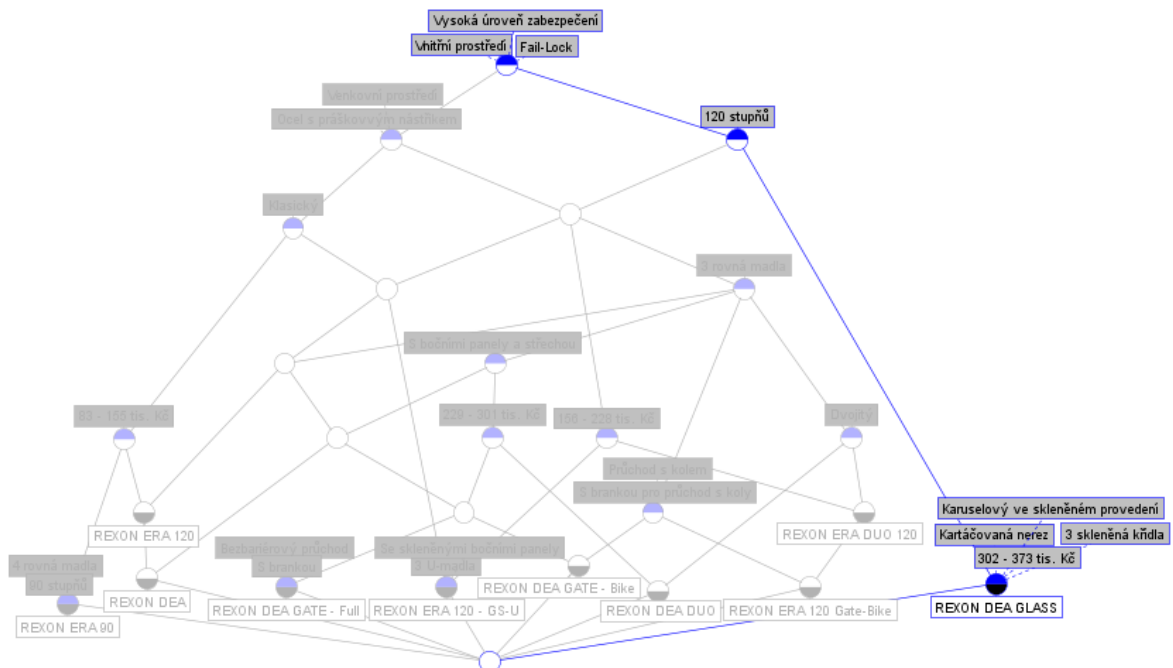 Vysoká úroveň zabezpečení
Vnitřní prostředí
Fail-Lock
Venkovní prostředí
Ocel s práškovvým nástřikem
120 stupňů
Klasický
3 rovná madla
S bočními panely a střechou
83 - 155 tis. Kč
229 - 301 tis. Kč
156 - 228 tis. Kč
Dvojitý
Průchod s kolem
S brankou pro průchod s koly
REXON ERA 120
REXON ERA DUO 120
Karuselový ve skleněném provedení
Kartáčovaná nerez
3 skleněná křídla
302 - 373 tis. Kč
REXON DEA GLASS
4 rovná madla
90 stupňů
REXON ERA 90
REXON DEA
Bezbariérový průchod
S brankou
REXON DEA GATE - Full
Se skleněnými bočními panely
3 U-madla
REXON ERA 120 - GS-U
REXON DEA GATE - Bike
REXON DEA DUO
REXON ERA 120 Gate-Bike